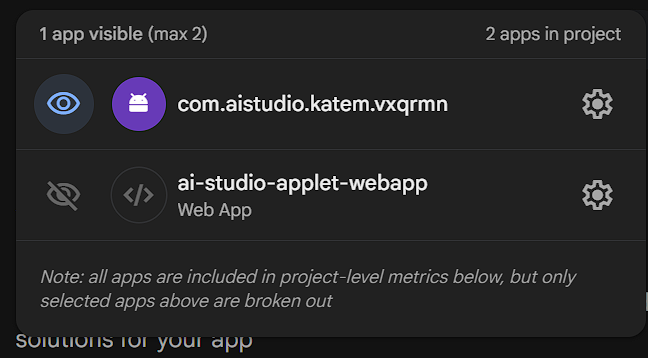 1 app visible (max 2)
2 apps in project
com.aistudio.katem.vxqrmn
ai-studio-applet-webapp
Web App
Note: all apps are included in project-level metrics below, but only
selected apps above are broken out
solutions for your app